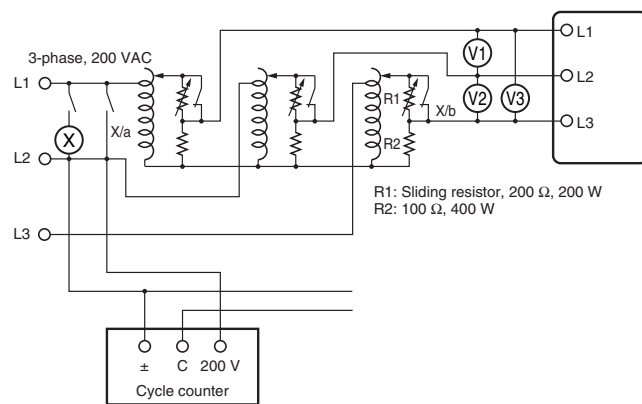 3-phase, 200 VAC
L1
L2
L3
X
X/a
R1
R2
X/b
V1
V2
V3
L1
L2
L3
R1: Sliding resistor, 200 Ω, 200 W
R2: 100 Ω, 400 W
± C 200 V
Cycle counter